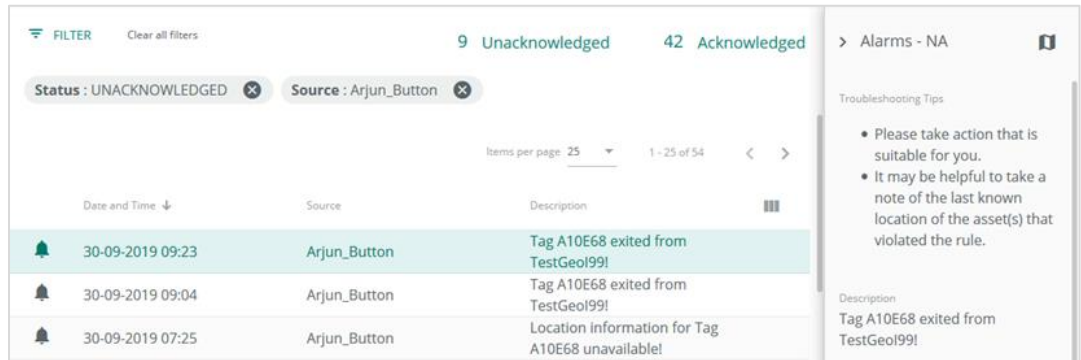 FILTER Clear all filters 9 Unacknowledged 42 Acknowledged
Status : UNACKNOWLEDGED Source : Arjun_Button
Items per page 25 1 - 25 of 54
Date and Time Source Description
30-09-2019 09:23 Arjun_Button Tag A10E68 exited from
TestGeoI99!
30-09-2019 09:04 Arjun_Button Tag A10E68 exited from
TestGeoI99!
30-09-2019 07:25 Arjun_Button Location information for Tag
A10E68 unavailable!
Alarms - NA
Troubleshooting Tips
• Please take action that is
suitable for you.
• It may be helpful to take a
note of the last known
location of the asset(s) that
violated the rule.
Description
Tag A10E68 exited from
TestGeoI99!